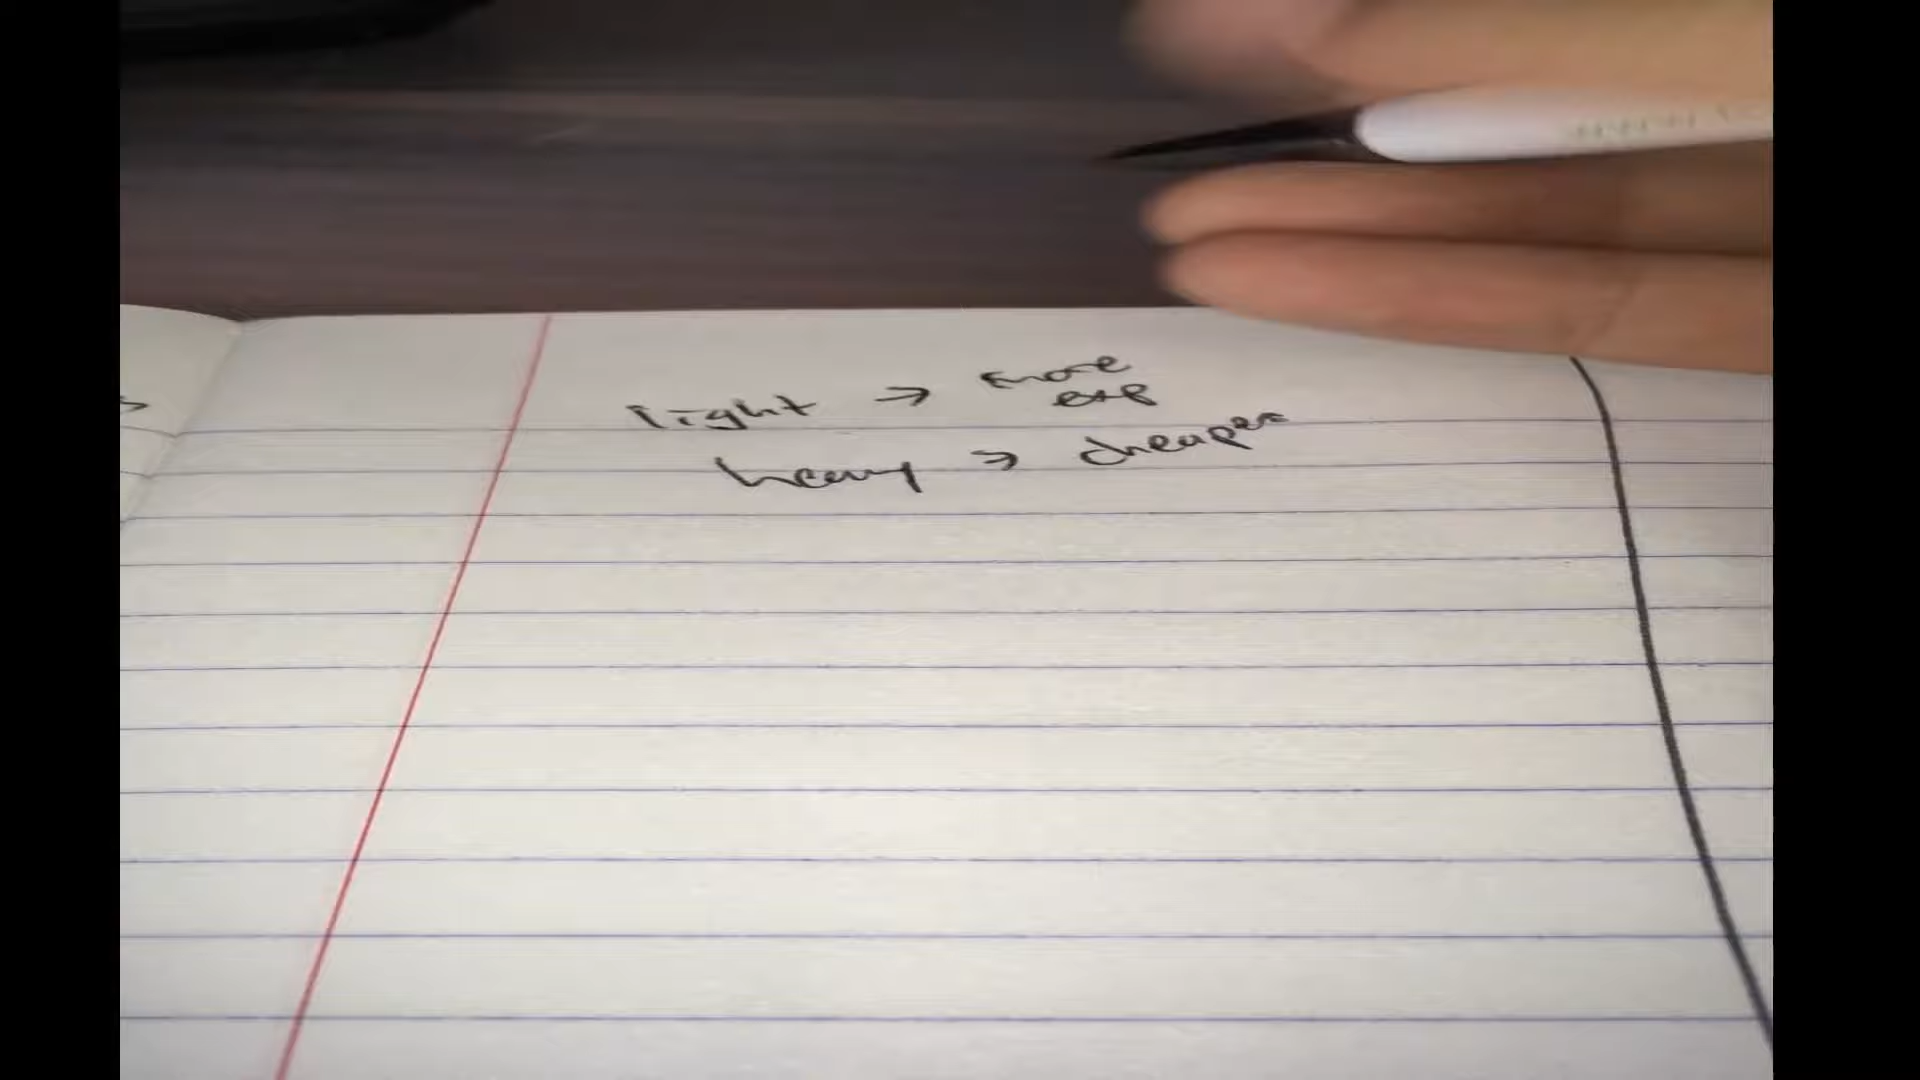 light → more
exp
heavy → cheaper